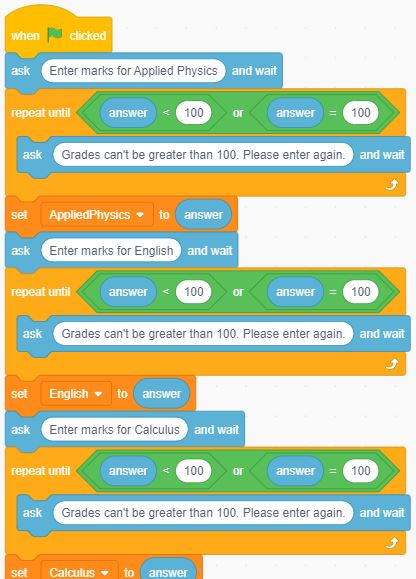 when clicked
ask Enter marks for Applied Physics and wait
repeat until answer < 100 or answer = 100
ask Grades can't be greater than 100. Please enter again. and wait
set AppliedPhysics to answer
ask Enter marks for English and wait
repeat until answer < 100 or answer = 100
ask Grades can't be greater than 100. Please enter again. and wait
set English to answer
ask Enter marks for Calculus and wait
repeat until answer < 100 or answer = 100
ask Grades can't be greater than 100. Please enter again. and wait
set Calculus to answer